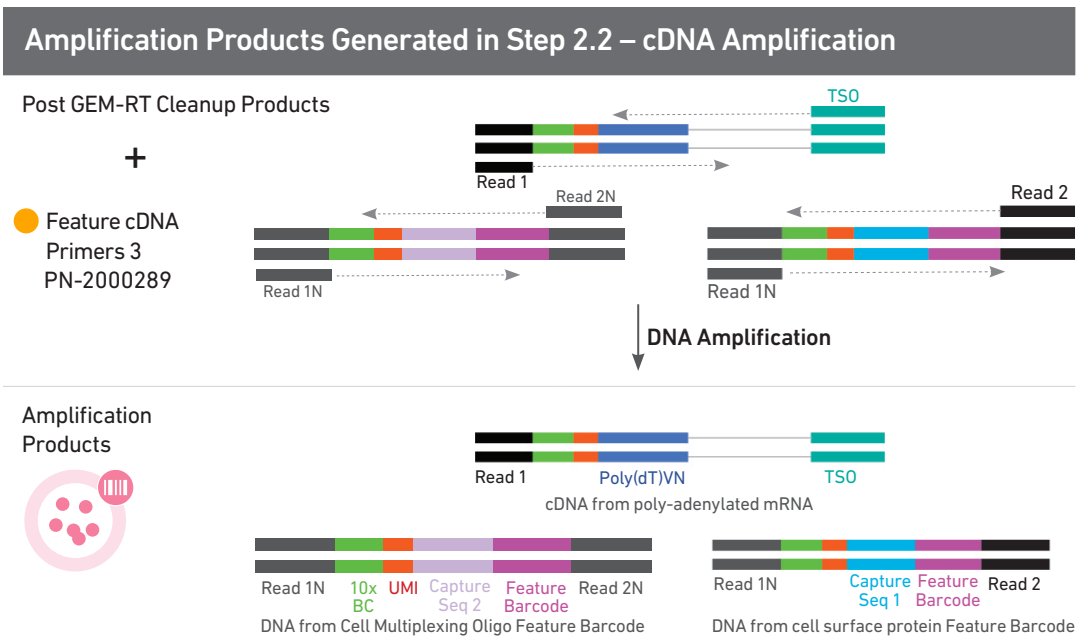 Amplification Products Generated in Step 2.2 – cDNA Amplification
Post GEM-RT Cleanup Products
+
Feature cDNA
Primers 3
PN-2000289
TSO
Read 1
Read 2N
Read 1N
Read 2
Read 1N
DNA Amplification
Amplification
Products
Read 1
Poly(dT)VN
TSO
cDNA from poly-adenylated mRNA
Read 1N
10x
BC
UMI
Capture
Seq 2
Feature
Barcode
Read 2N
DNA from Cell Multiplexing Oligo Feature Barcode
Read 1N
Capture
Seq 1
Feature
Barcode
Read 2
DNA from cell surface protein Feature Barcode